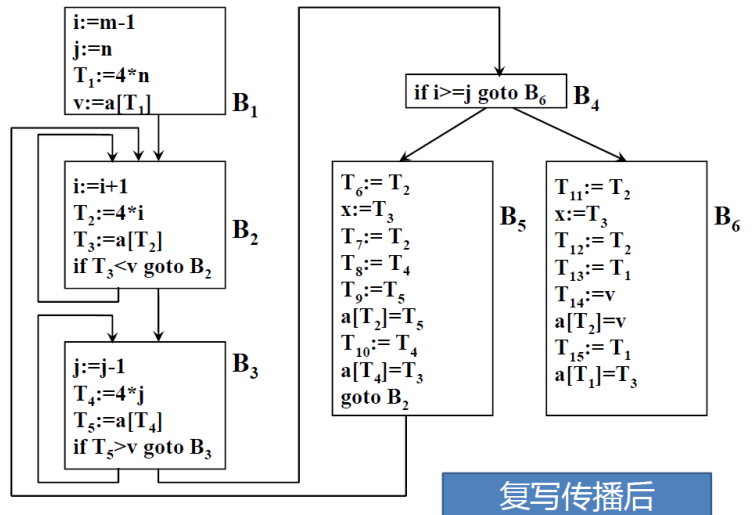 i:=m-1
j:=n
T₁:=4*n
v:=a[T₁]
B₁
i:=i+1
T₂:=4*i
T₃:=a[T₂]
if T₃<v goto B₂
B₂
j:=j-1
T₄:=4*j
T₅:=a[T₄]
if T₅>v goto B₃
B₃
if i>=j goto B₆
B₄
T₆:= T₂
x:=T₃
T₇:= T₂
T₈:= T₄
T₉:=T₅
a[T₂]=T₅
T₁₀:= T₄
a[T₄]=T₃
goto B₂
B₅
T₁₁:= T₂
x:=T₃
T₁₂:= T₂
T₁₃:= T₁
T₁₄:=v
a[T₂]=v
T₁₅:= T₁
a[T₁]=T₃
B₆
复写传播后